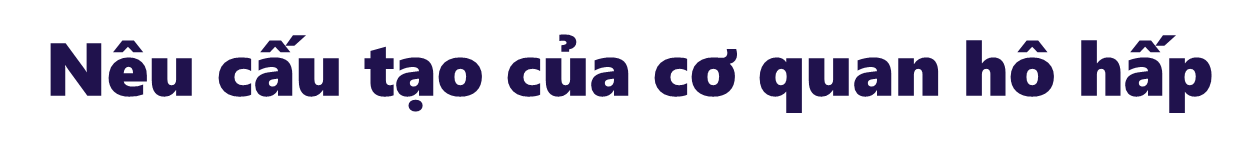 Nêu cấu tạo của cơ quan hô hấp